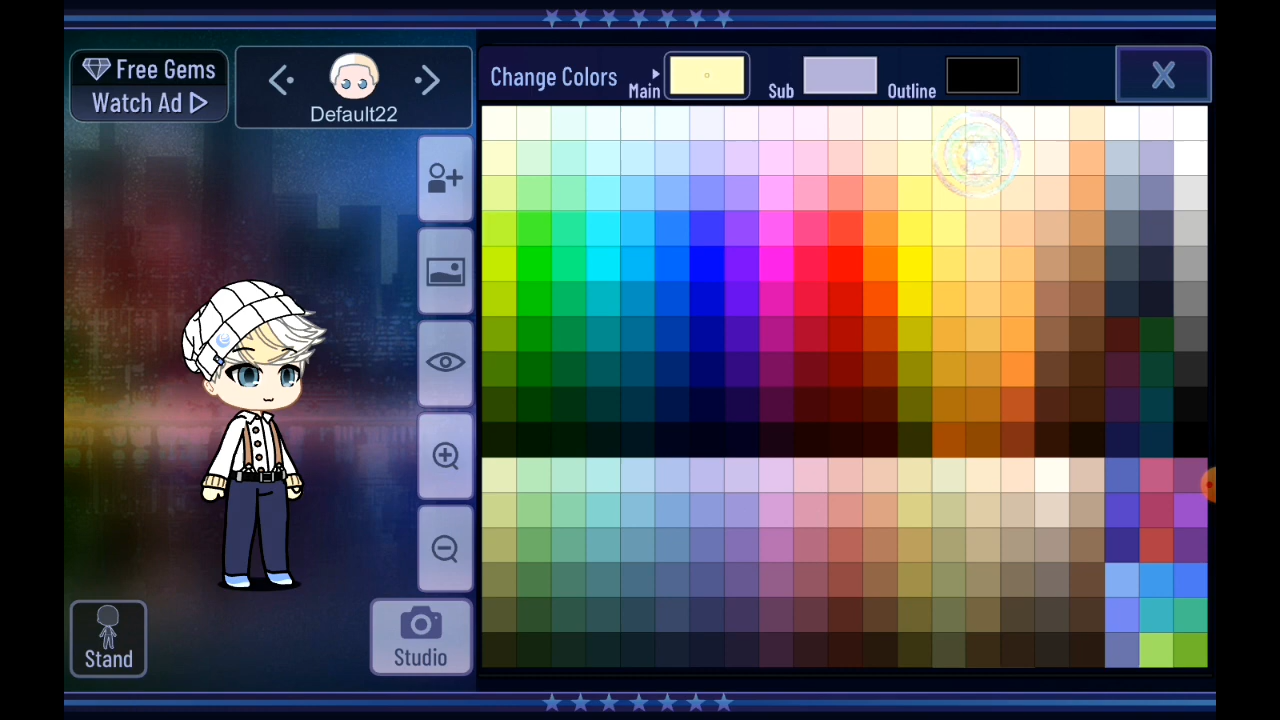 Free Gems
Watch Ad
Default22
Change Colors
Main
Sub
Outline
X
Stand
Studio